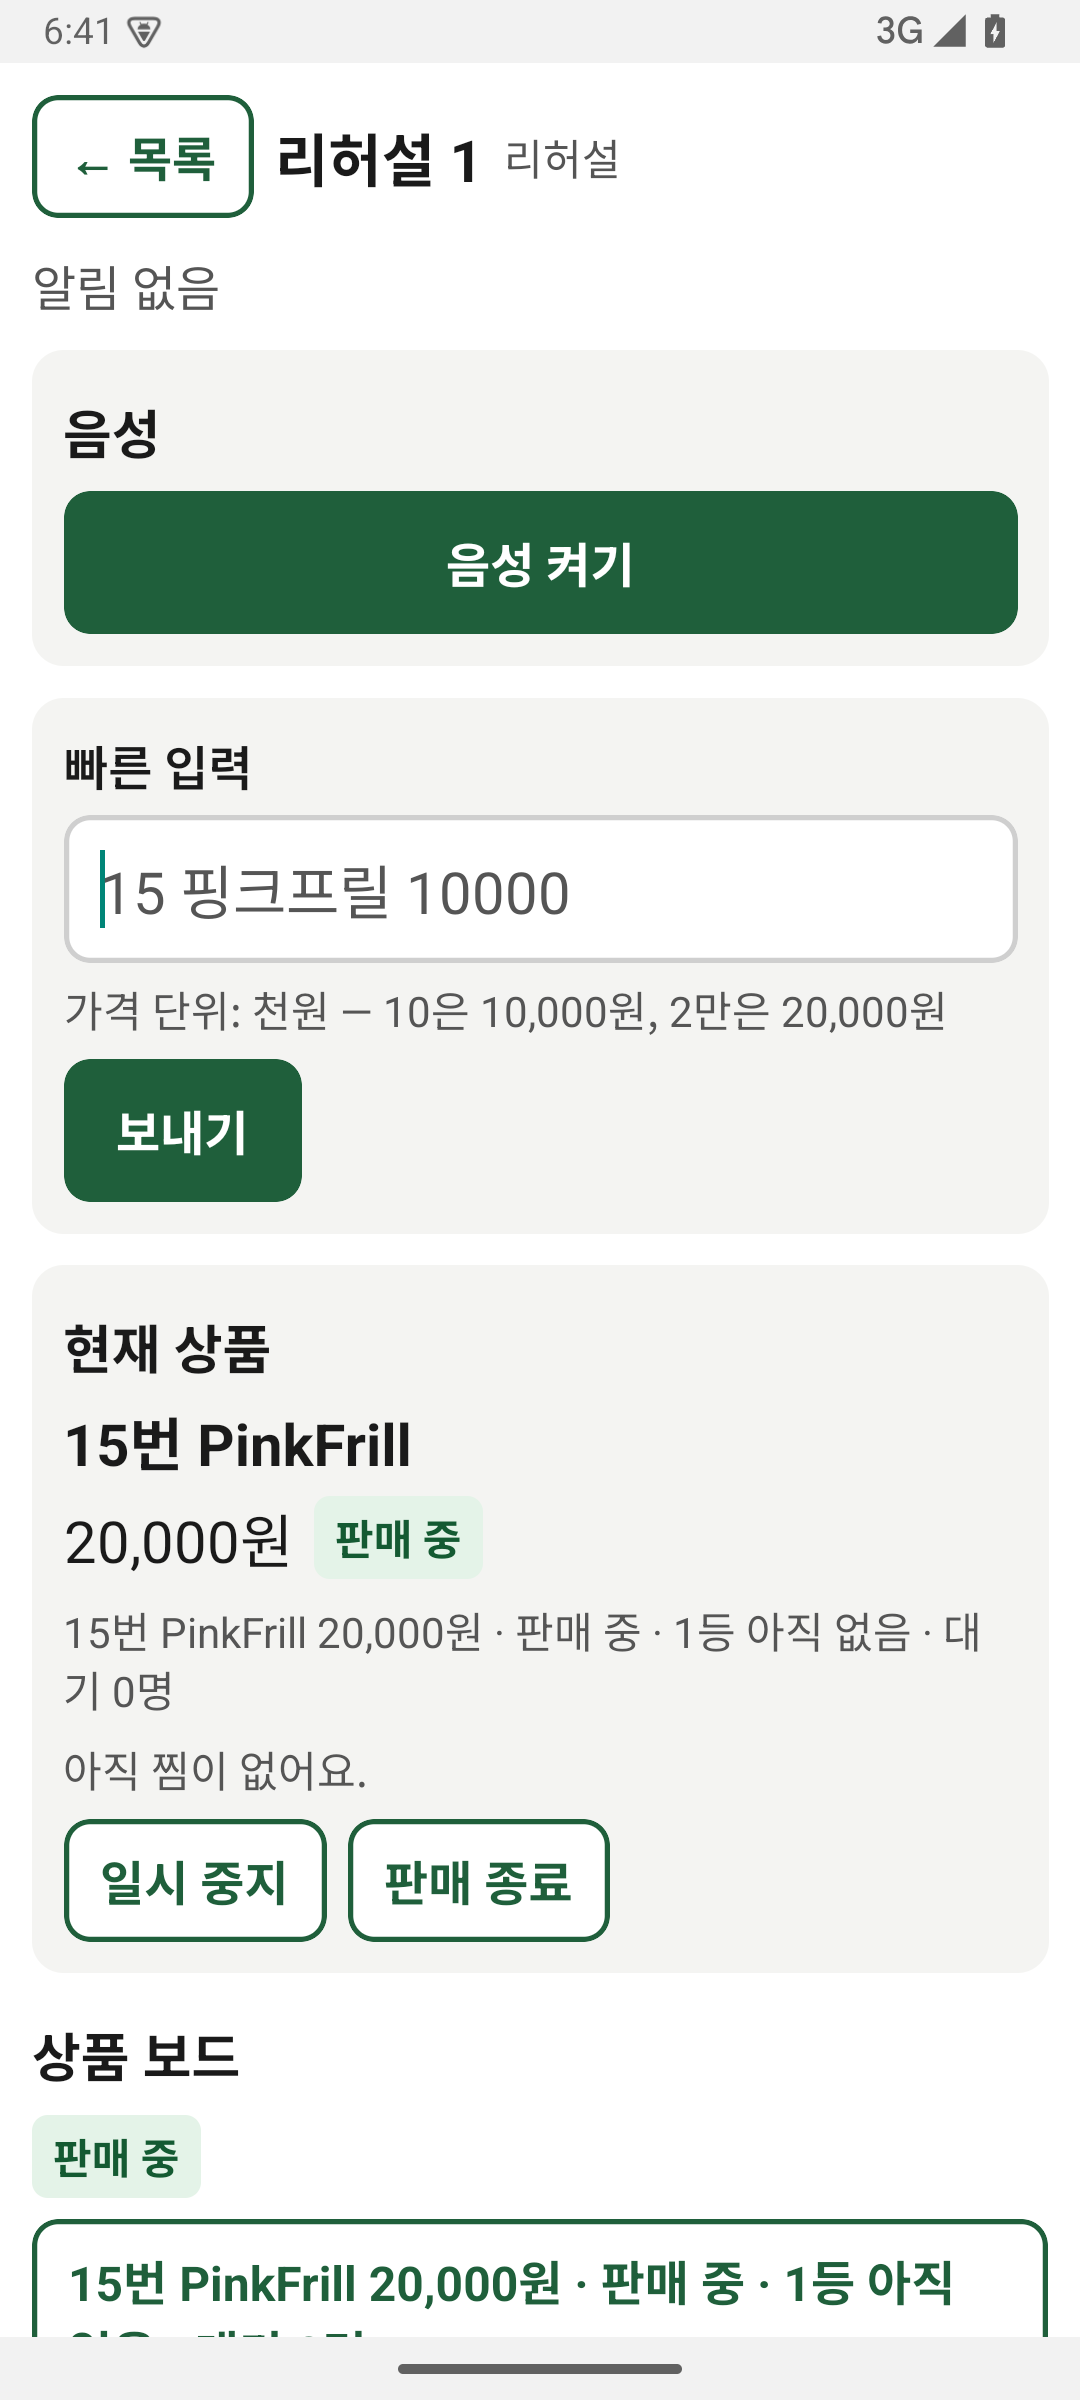 6:41
3G
← 목록
리허설 1 리허설
알림 없음
음성
음성 켜기
빠른 입력
15 핑크프릴 10000
가격 단위: 천원 – 10은 10,000원, 2만은 20,000원
보내기
현재 상품
15번 PinkFrill
20,000원 판매 중
15번 PinkFrill 20,000원 · 판매 중 · 1등 아직 없음 · 대
기 0명
아직 찜이 없어요.
일시 중지
판매 종료
상품 보드
판매 중
15번 PinkFrill 20,000원 · 판매 중 · 1등 아직